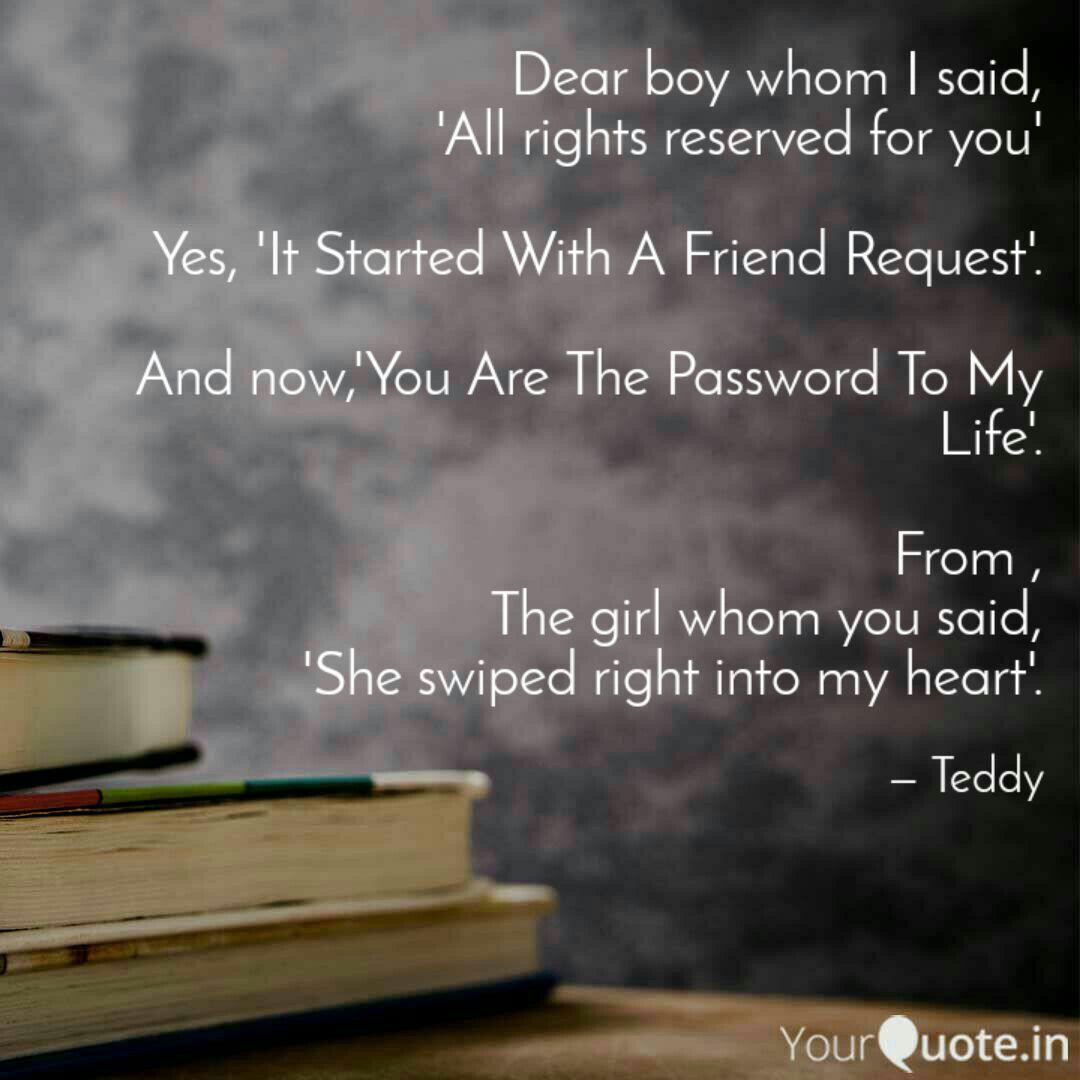 Dear boy whom I said,
'All rights reserved for you'
Yes, 'It Started With A Friend Request'.
And now,'You Are The Password To My
Life'.
From ,
The girl whom you said,
'She swiped right into my heart'.
– Teddy
YourQuote.in